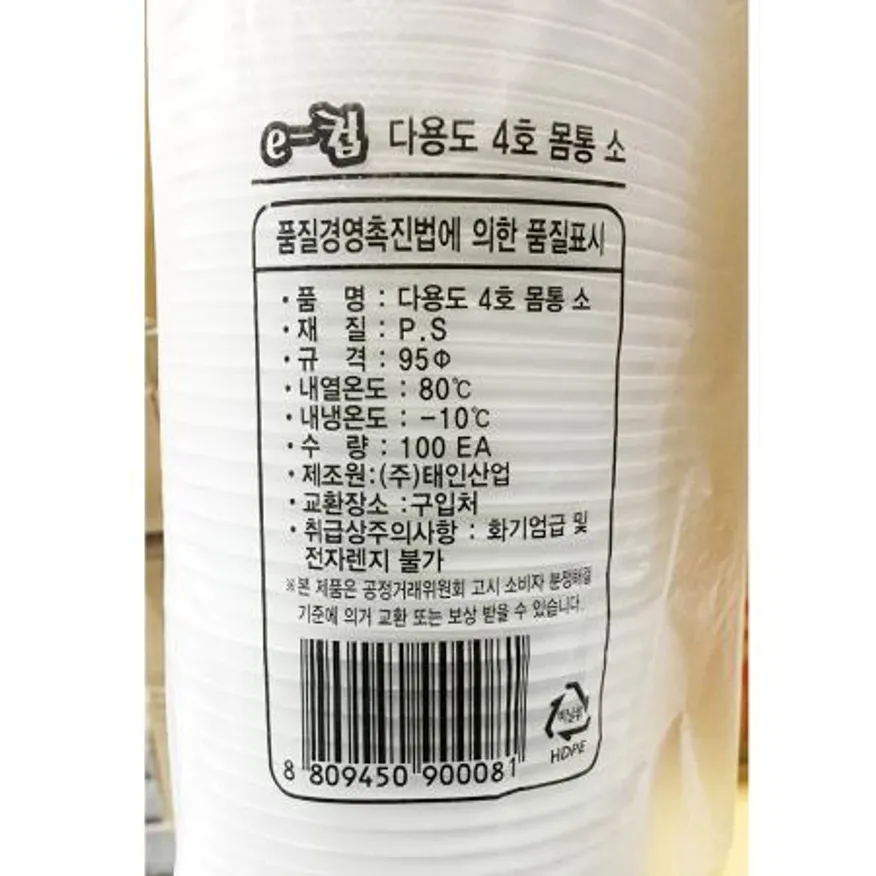 e-컵 다용도 4호 몸통 소
품질경영촉진법에 의한 품질표시
·품 명 : 다용도 4호 몸통 소
·재 질 : P.S
·규 격 : 95Φ
·내열온도 : 80℃
·내냉온도 : -10℃
·수 량 : 100 EA
·제조원:(주)태인산업
·교환장소 :구입처
·취급상주의사항 : 화기엄급 및
전자렌지 불가
※본 제품은 공정거래위원회 고시 소비자 분쟁해결
기준에 의거 교환 또는 보상 받을 수 있습니다.
비닐류
HDPE
8 809450 900081